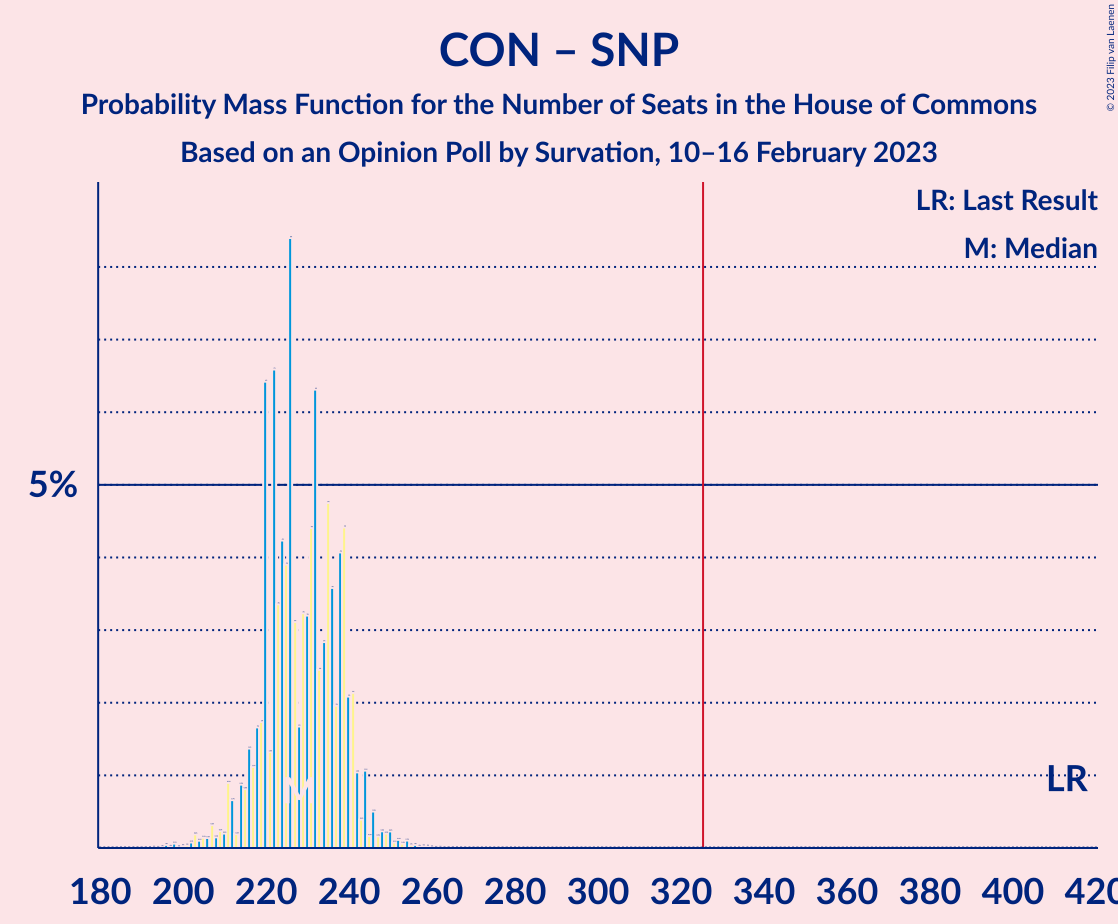 CON – SNP
Probability Mass Function for the Number of Seats in the House of Commons
Based on an Opinion Poll by Survation, 10–16 February 2023
© 2023 Filip van Laenen
LR: Last Result
M: Median
5%
M
LR
180 200 220 240 260 280 300 320 340 360 380 400 420